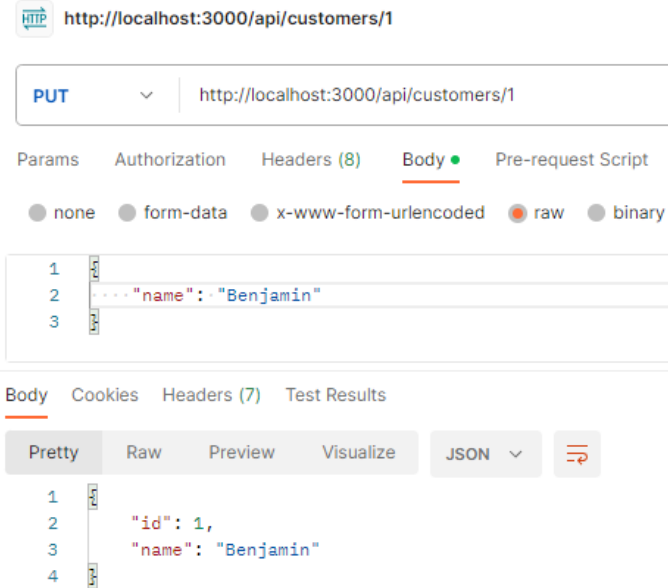 HTTP http://localhost:3000/api/customers/1
PUT http://localhost:3000/api/customers/1
Params Authorization Headers (8) Body Pre-request Script
none form-data x-www-form-urlencoded raw binary
1 {
2 "name": "Benjamin"
3 }
Body Cookies Headers (7) Test Results
Pretty Raw Preview Visualize JSON
1 {
2 "id": 1,
3 "name": "Benjamin"
4 }